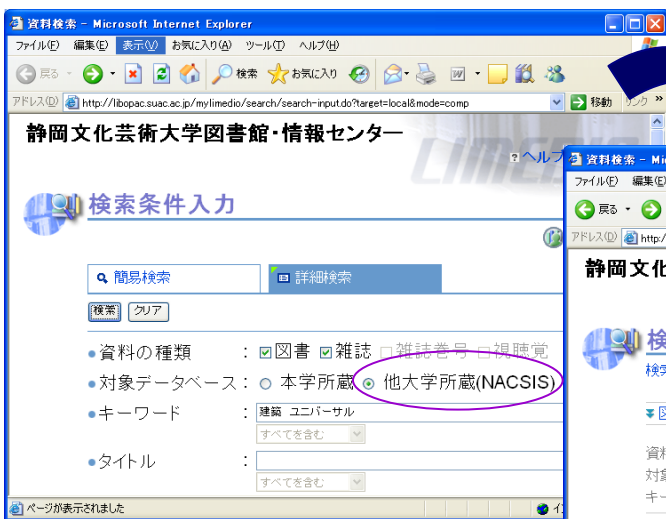 資料検索 - Microsoft Internet Explorer
ファイル(F) 編集(E) 表示(V) お気に入り(A) ツール(T) ヘルプ(H)
戻る 検索 お気に入り
アドレス(D) http://libopac.suac.ac.jp/mylimedio/search/search-input.do?target=local&mode=comp 移動 リンク »
静岡文化芸術大学図書館・情報センター
LIMED
? ヘルプ
検索条件入力
簡易検索 詳細検索
検索 クリア
•資料の種類 : 図書 雑誌 雑誌巻号 視聴覚
•対象データベース : 本学所蔵 他大学所蔵(NACSIS)
•キーワード : 建築 ユニバーサル
すべてを含む
•タイトル :
すべてを含む
ページが表示されました
資料検索 - Mi
ファイル(F) 編集(E)
戻る
アドレス(D) http:/
静岡文化
検
検
資料
対象
キー